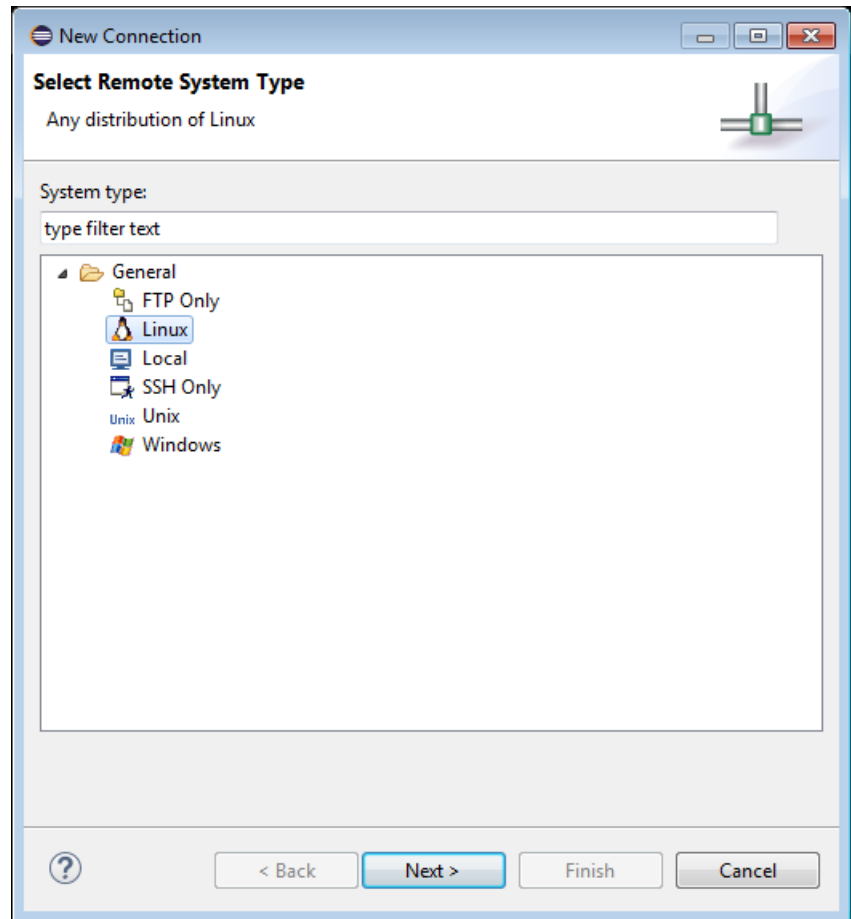 New Connection
Select Remote System Type
Any distribution of Linux
System type:
type filter text
General
FTP Only
Linux
Local
SSH Only
Unix Unix
Windows
? < Back Next > Finish Cancel